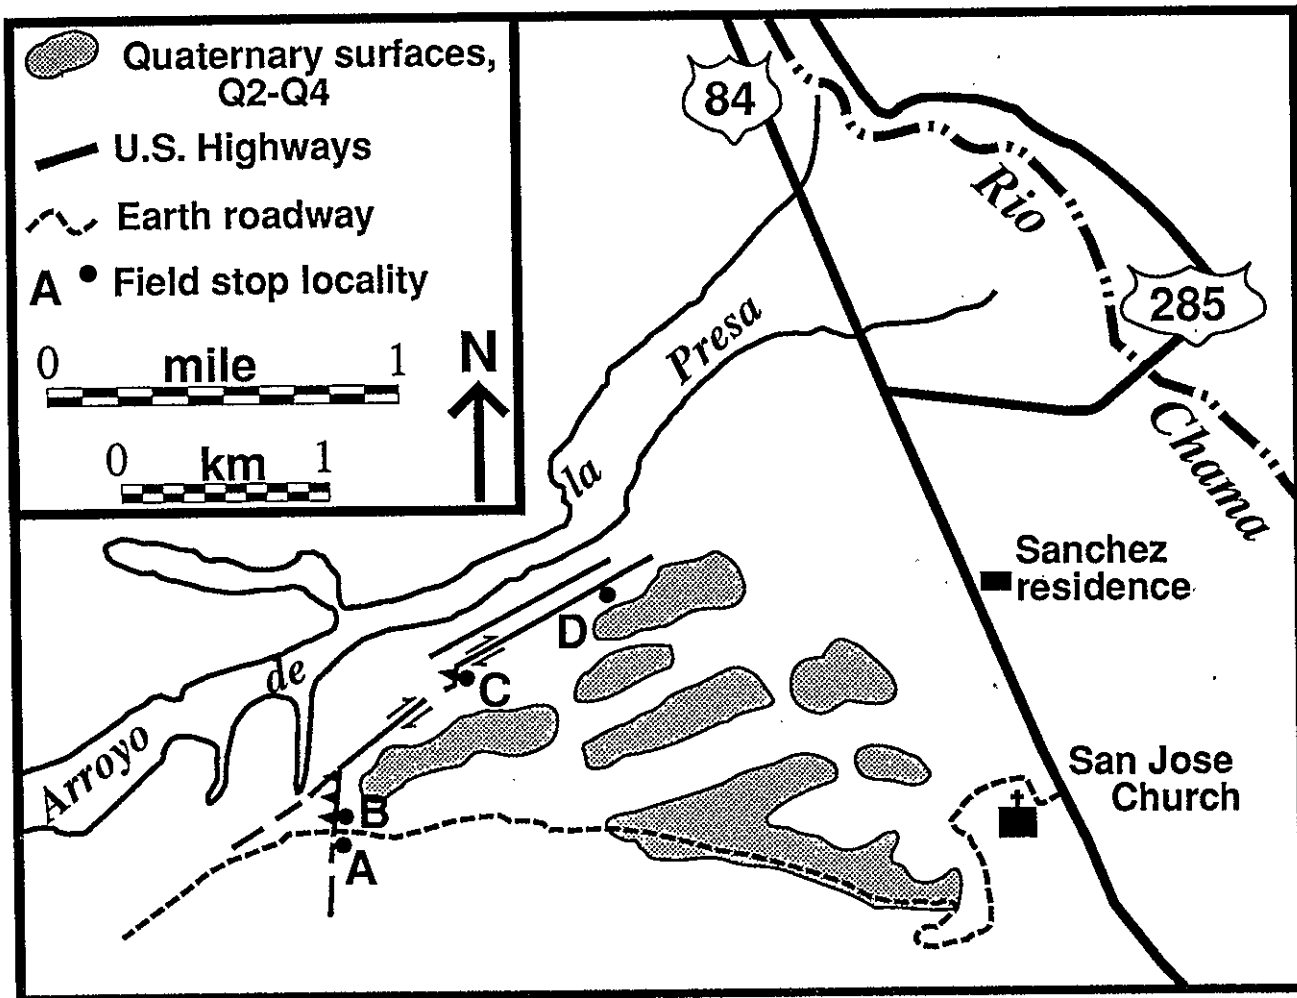 Quaternary surfaces,
Q2-Q4
U.S. Highways
Earth roadway
A Field stop locality
0 mile 1
0 km 1
N
84
285
Rio
Chama
Presa
la
de
Arroyo
Sanchez
residence
D
C
B
A
San Jose
Church